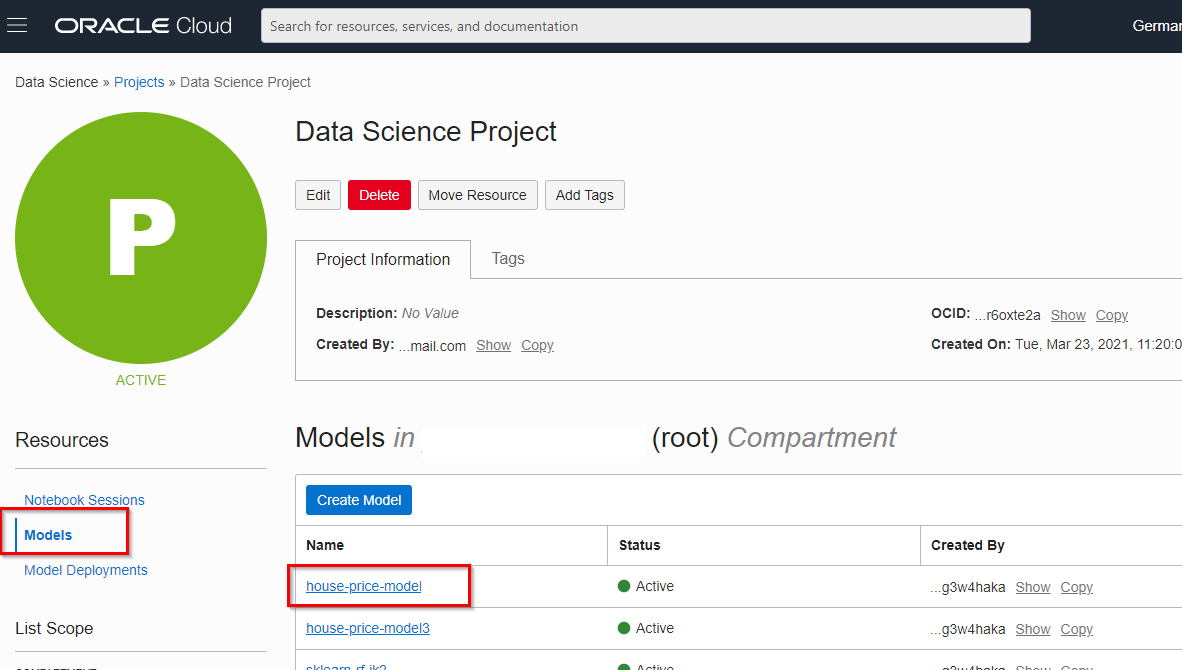 ORACLE Cloud
Search for resources, services, and documentation
Data Science » Projects » Data Science Project
P
ACTIVE
Data Science Project
Edit
Delete
Move Resource
Add Tags
Project Information
Tags
Description: No Value
Created By: ...mail.com Show Copy
OCID: ...r6oxte2a Show Copy
Created On: Tue, Mar 23, 2021, 11:20:0
Resources
Notebook Sessions
Models
Model Deployments
List Scope
Models in (root) Compartment
Create Model
Name Status Created By
house-price-model Active ...g3w4haka Show Copy
house-price-model3 Active ...g3w4haka Show Copy